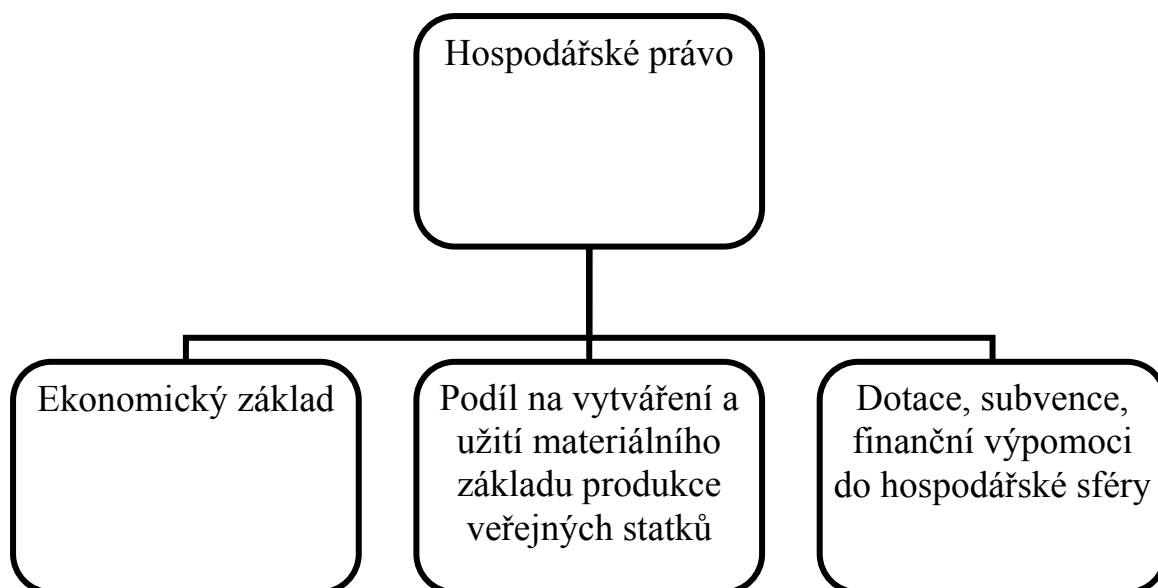 Hospodářské právo
Ekonomický základ
Podíl na vytváření a
užití materiálního
základu produkce
veřejných statků
Dotace, subvence,
finanční výpomoci
do hospodářské sféry